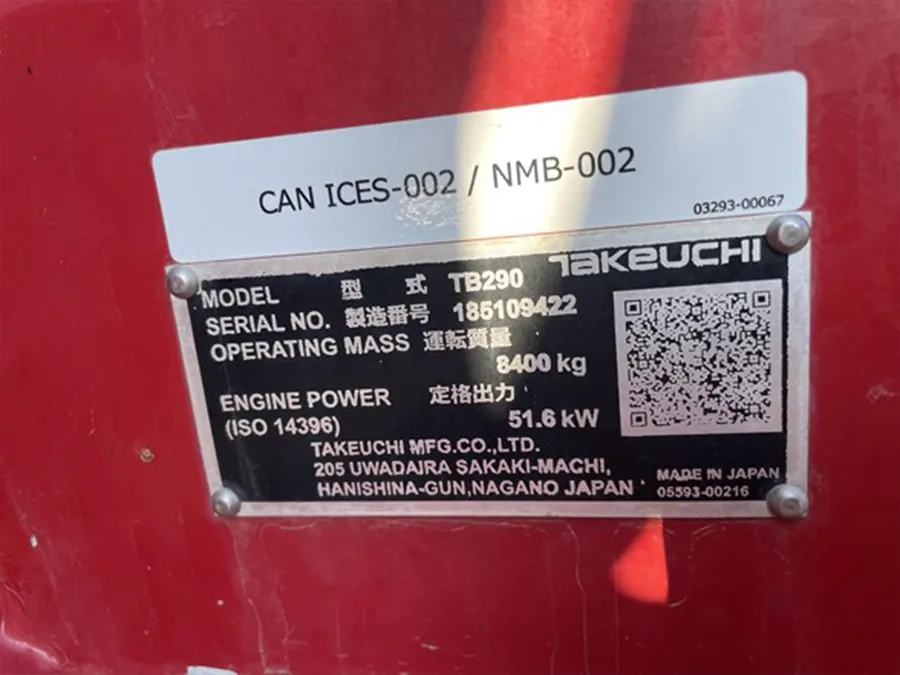 CAN ICES-002 / NMB-002
03293-00067
TAKEUCHI
MODEL 型 式 TB290
SERIAL NO. 製造番号 185109422
OPERATING MASS 運転質量
8400 kg
ENGINE POWER 定格出力
(ISO 14396) 51.6 kW
TAKEUCHI MFG.CO.,LTD.
205 UWADAIRA SAKAKI-MACHI,
HANISHINA-GUN,NAGANO JAPAN
MADE IN JAPAN
05593-00216